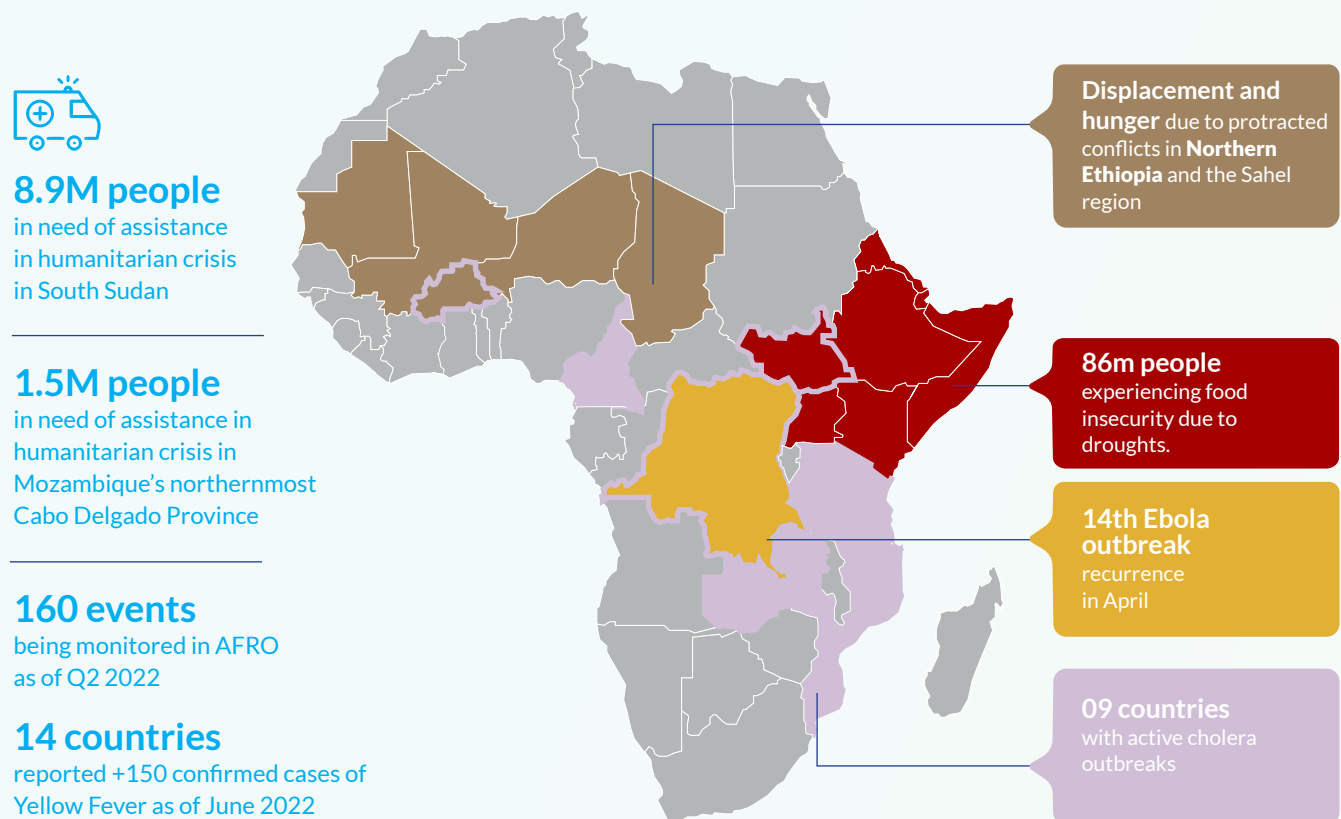 8.9M people
in need of assistance
in humanitarian crisis
in South Sudan
1.5M people
in need of assistance in
humanitarian crisis in
Mozambique's northernmost
Cabo Delgado Province
160 events
being monitored in AFRO
as of Q2 2022
14 countries
reported +150 confirmed cases of
Yellow Fever as of June 2022
Displacement and
hunger due to protracted
conflicts in Northern
Ethiopia and the Sahel
region
86m people
experiencing food
insecurity due to
droughts.
14th Ebola
outbreak
recurrence
in April
09 countries
with active cholera
outbreaks